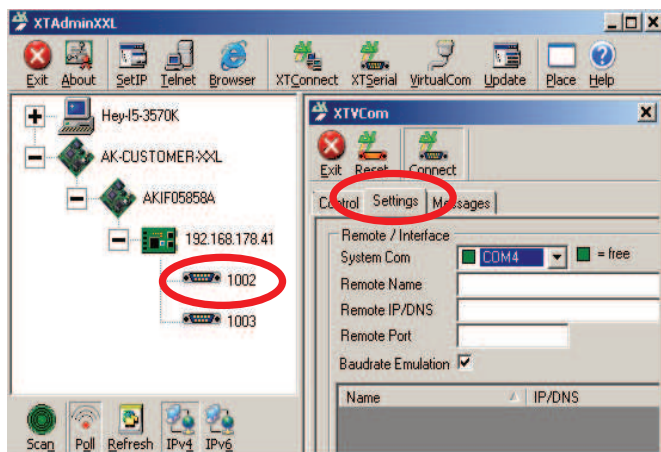 XTAdminXXL
Exit About SetIP Telnet Browser XTConnect XTSerial VirtualCom Update Place Help
Hey-I5-3570K
AK-CUSTOMER-XXL
AKIF05858A
192.168.178.41
1002
1003
Scan Poll Refresh IPv4 IPv6
XTVCom
Exit Reset Connect
Control Settings Messages
Remote / Interface
System Com COM4 = free
Remote Name
Remote IP/DNS
Remote Port
Baudrate Emulation
Name IP/DNS